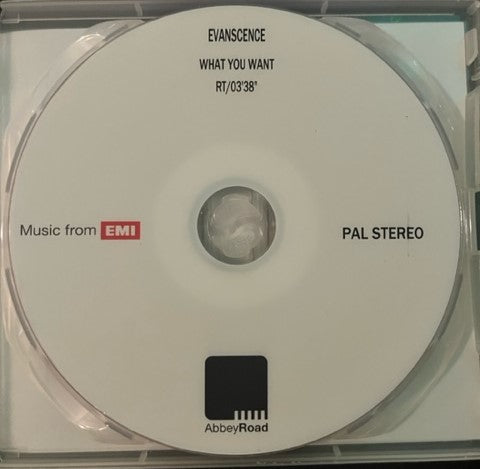 EVANSCENCE
WHAT YOU WANT
RT/03'38"
Music from EMI
PAL STEREO
AbbeyRoad